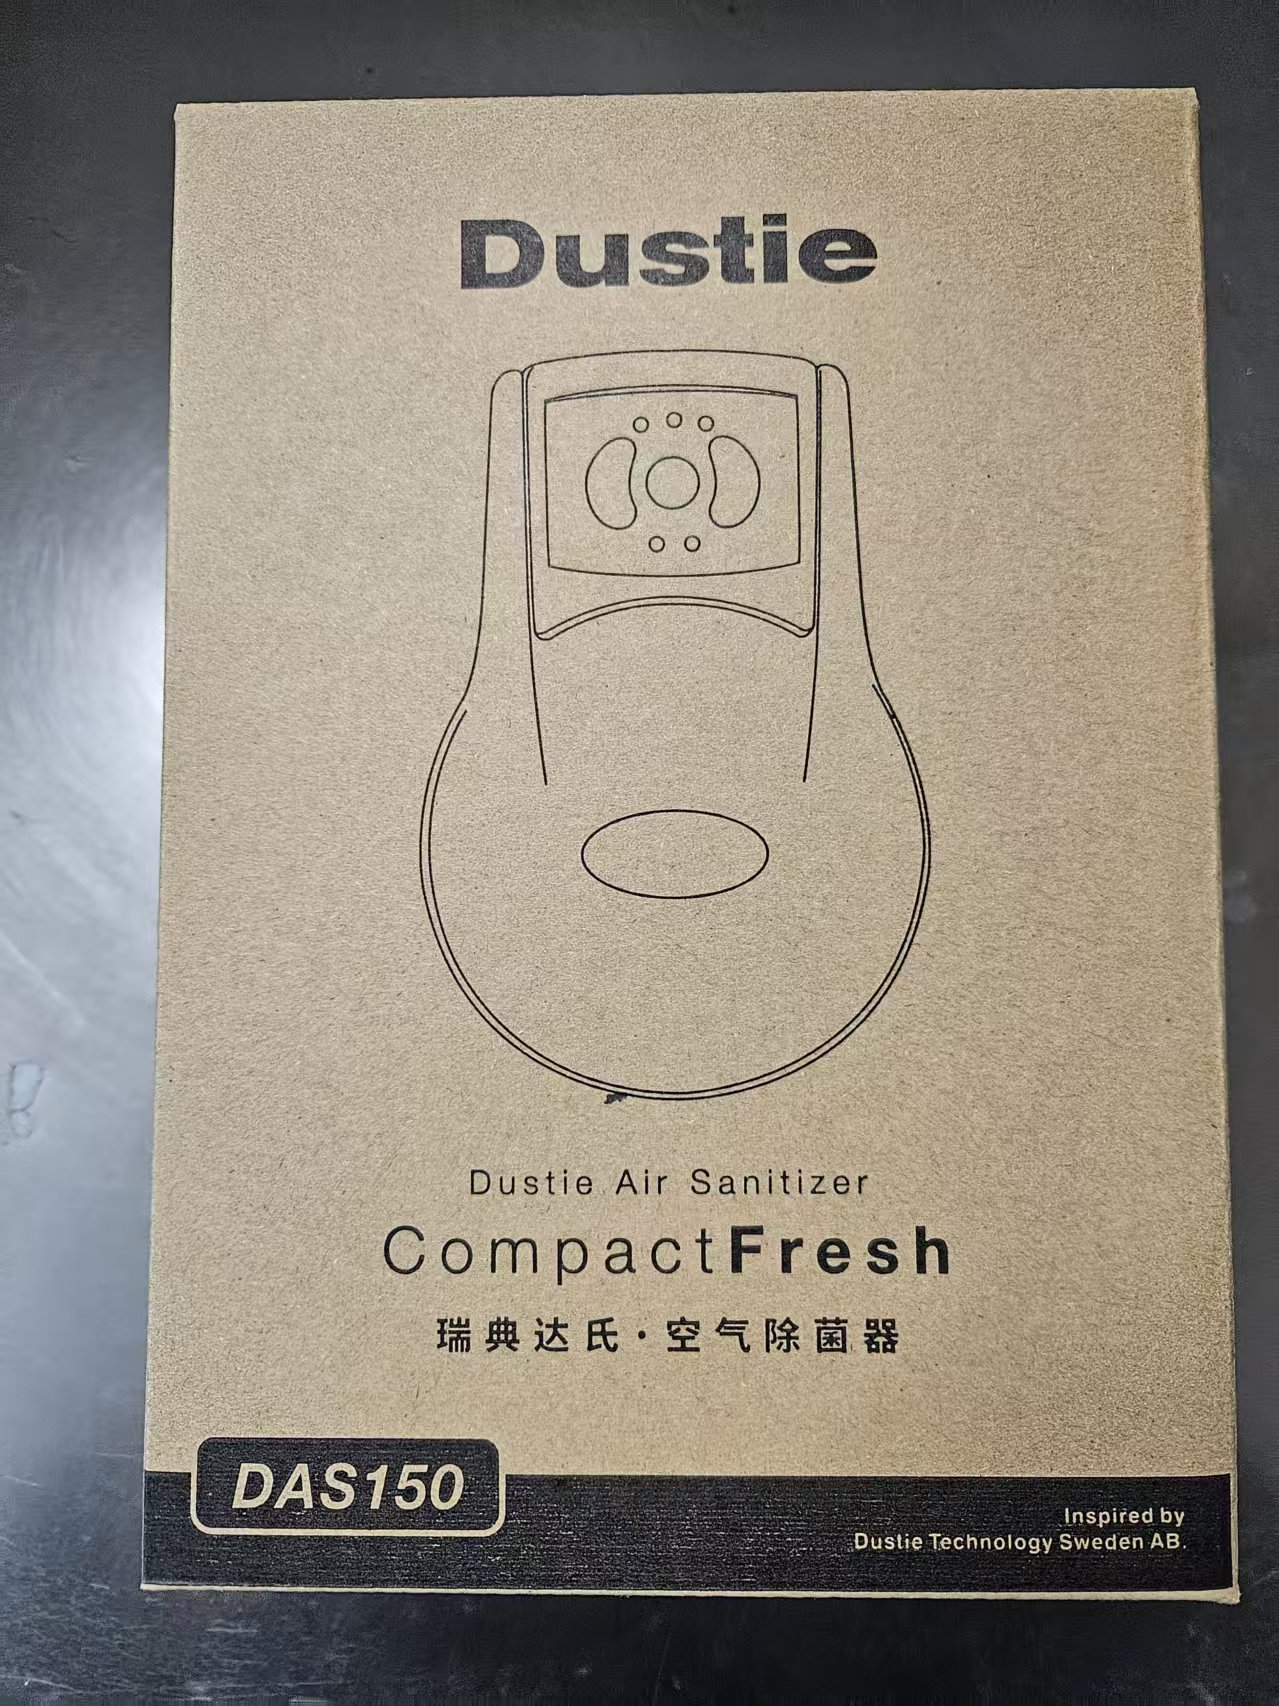 Dustie
Dustie Air Sanitizer
CompactFresh
瑞典达氏·空气除菌器
DAS150
Inspired by
Dustie Technology Sweden AB.